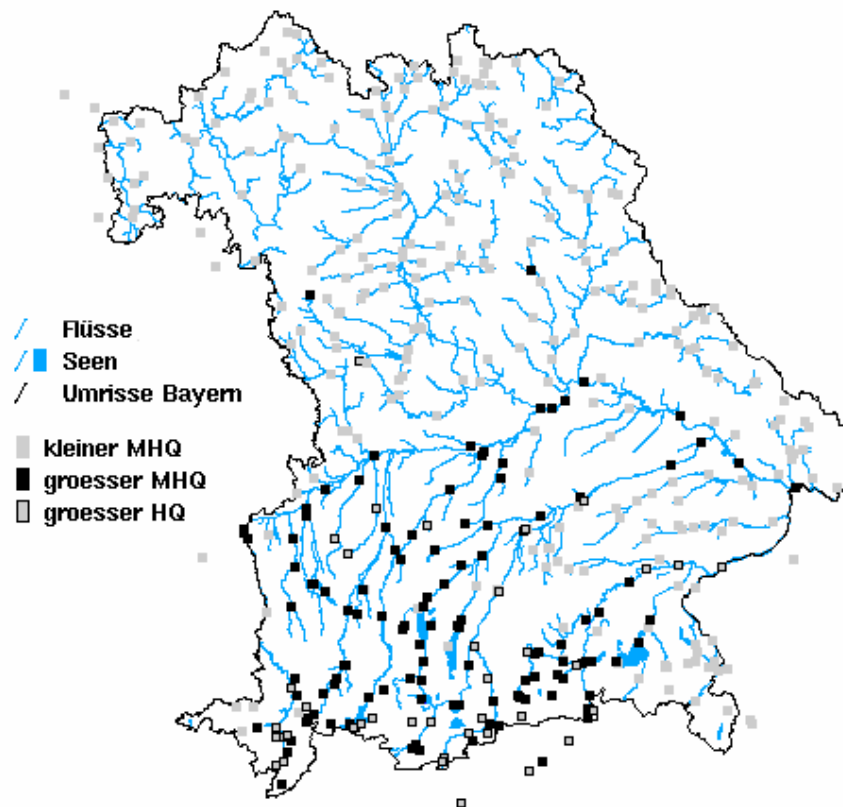 Flüsse
Seen
Umrisse Bayern
kleiner MHQ
groesser MHQ
groesser HQ